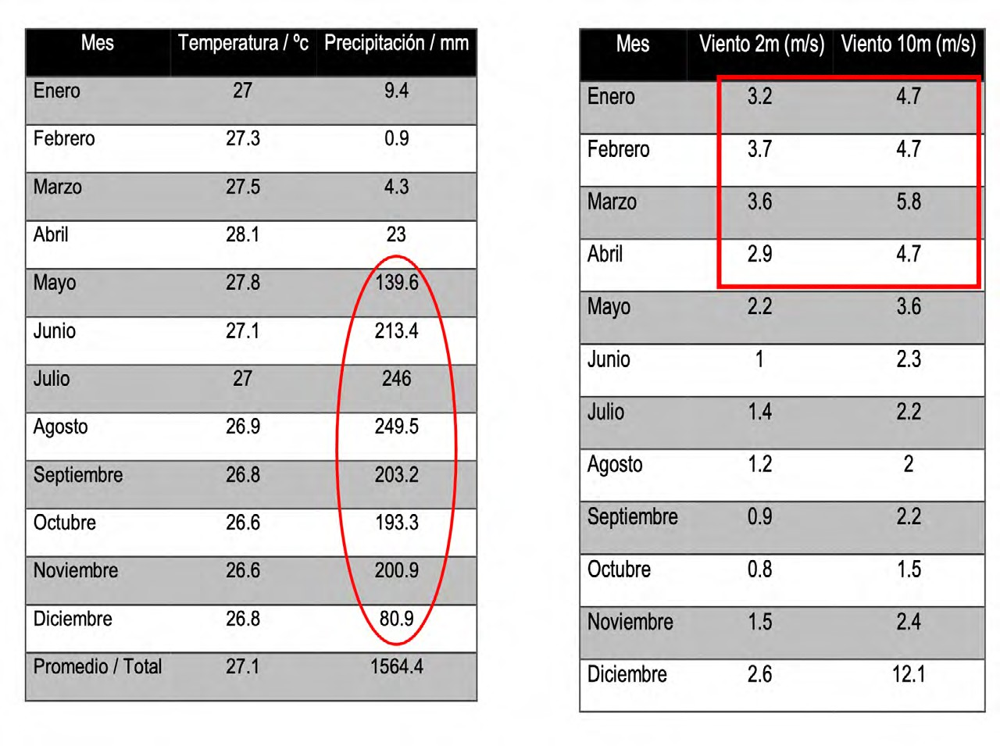 Mes Temperatura / ºc Precipitación / mm
Enero 27 9.4
Febrero 27.3 0.9
Marzo 27.5 4.3
Abril 28.1 23
Mayo 27.8 139.6
Junio 27.1 213.4
Julio 27 246
Agosto 26.9 249.5
Septiembre 26.8 203.2
Octubre 26.6 193.3
Noviembre 26.6 200.9
Diciembre 26.8 80.9
Promedio / Total 27.1 1564.4
Mes Viento 2m (m/s) Viento 10m (m/s)
Enero 3.2 4.7
Febrero 3.7 4.7
Marzo 3.6 5.8
Abril 2.9 4.7
Mayo 2.2 3.6
Junio 1 2.3
Julio 1.4 2.2
Agosto 1.2 2
Septiembre 0.9 2.2
Octubre 0.8 1.5
Noviembre 1.5 2.4
Diciembre 2.6 12.1